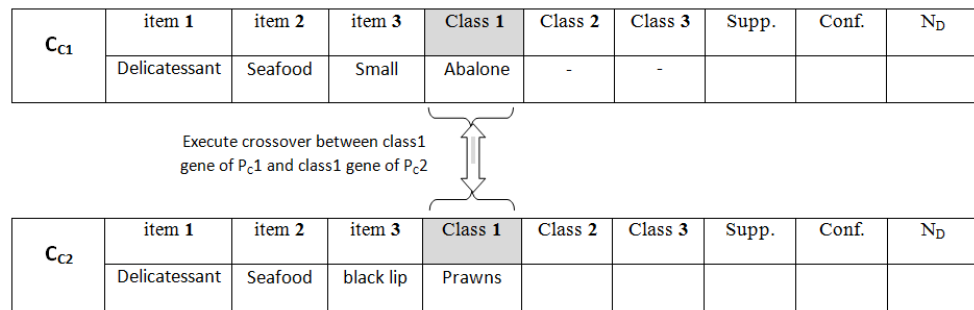 C_C1 item 1 item 2 item 3 Class 1 Class 2 Class 3 Supp. Conf. N_D
Delicatessant Seafood Small Abalone - -
Execute crossover between class1
gene of P_C1 and class1 gene of P_C2
C_C2 item 1 item 2 item 3 Class 1 Class 2 Class 3 Supp. Conf. N_D
Delicatessant Seafood black lip Prawns